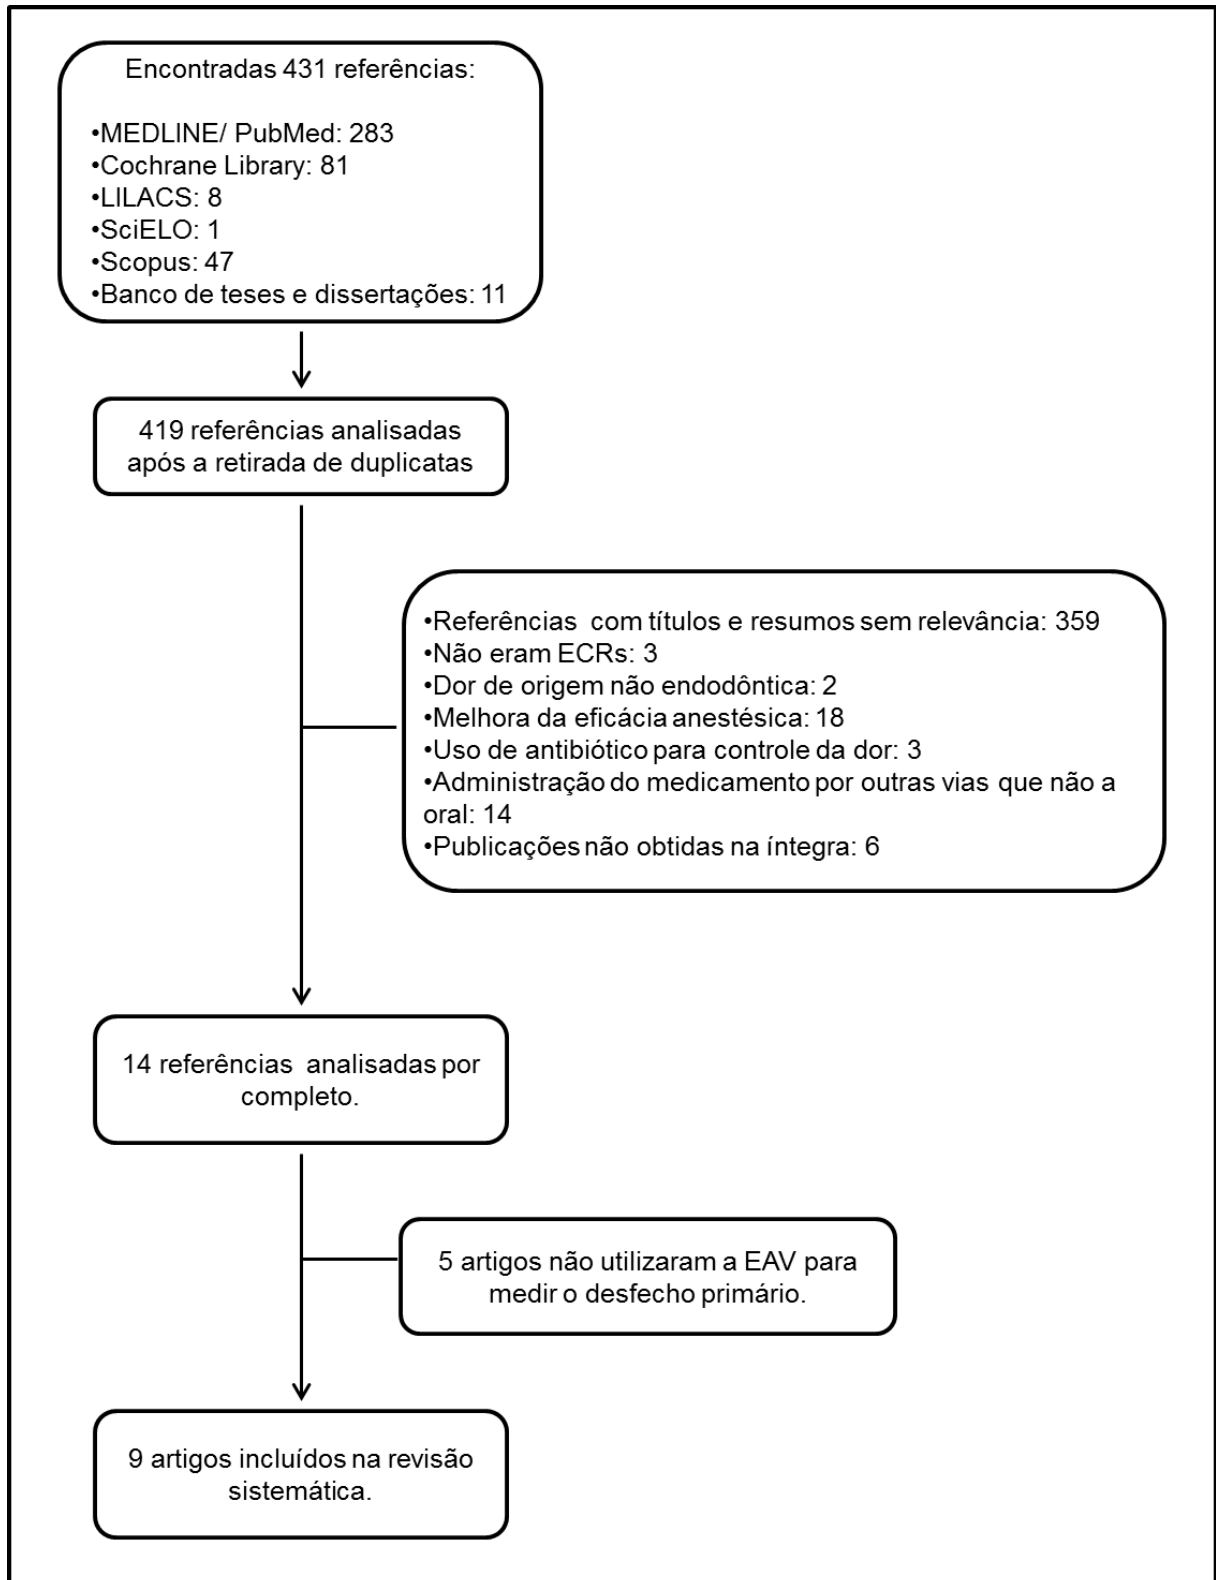 Encontradas 431 referências:
•MEDLINE/ PubMed: 283
•Cochrane Library: 81
•LILACS: 8
•SciELO: 1
•Scopus: 47
•Banco de teses e dissertações: 11
419 referências analisadas
após a retirada de duplicatas
•Referências com títulos e resumos sem relevância: 359
•Não eram ECRs: 3
•Dor de origem não endodôntica: 2
•Melhora da eficácia anestésica: 18
•Uso de antibiótico para controle da dor: 3
•Administração do medicamento por outras vias que não a
oral: 14
•Publicações não obtidas na íntegra: 6
14 referências analisadas por
completo.
5 artigos não utilizaram a EAV para
medir o desfecho primário.
9 artigos incluídos na revisão
sistemática.